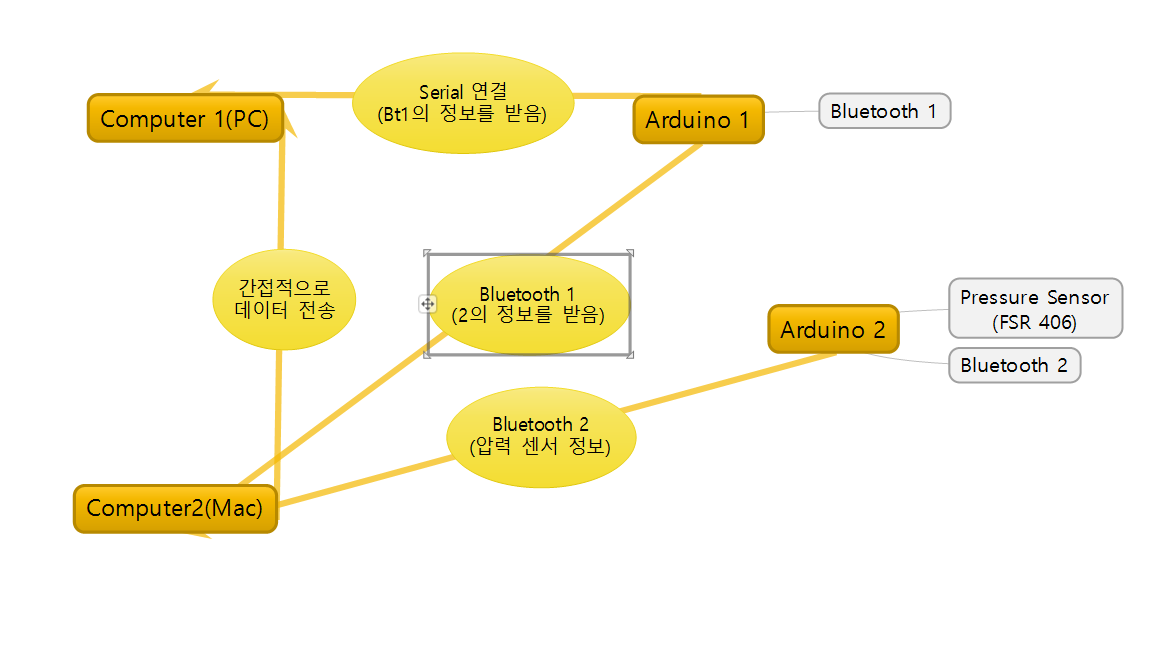 Serial 연결
(Bt1의 정보를 받음)
Computer 1(PC)
Arduino 1
Bluetooth 1
간접적으로
데이터 전송
Bluetooth 1
(2의 정보를 받음)
Pressure Sensor
(FSR 406)
Arduino 2
Bluetooth 2
Bluetooth 2
(압력 센서 정보)
Computer2(Mac)